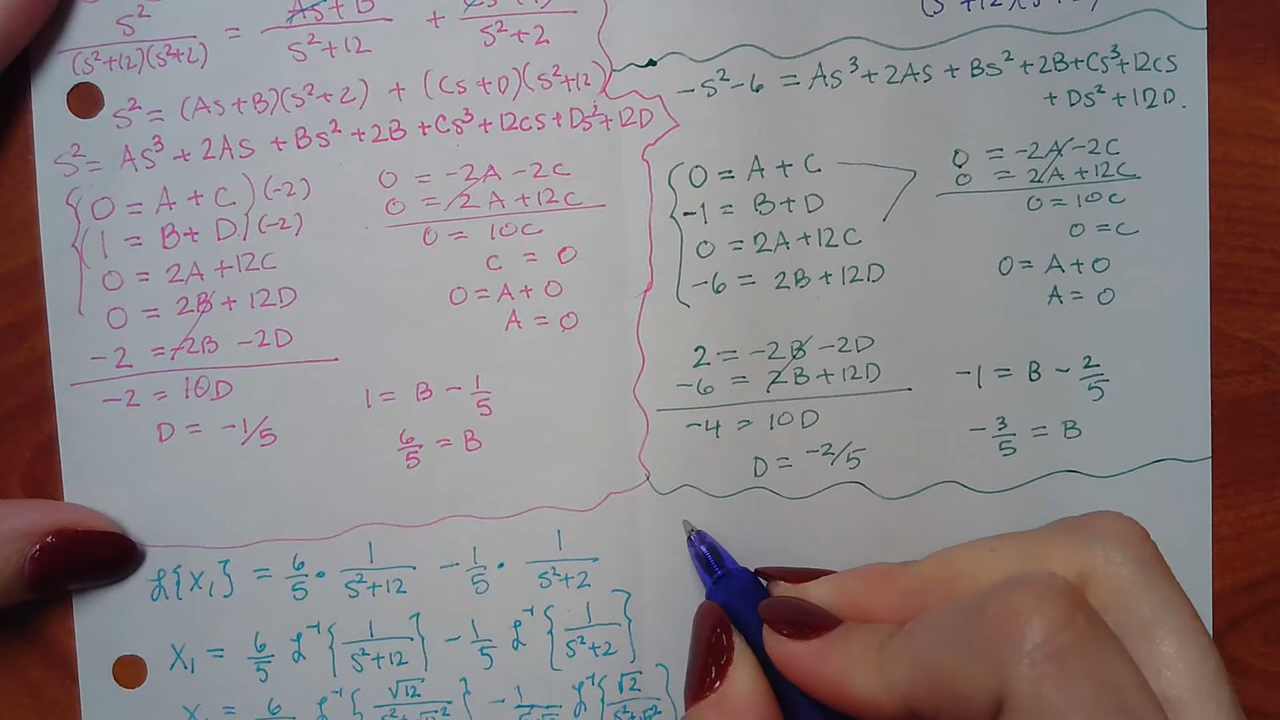 s² / (s²+12)(s²+2) = As+B / s²+12 + / s²+2
s² = (As+B)(s²+2) + (Cs+D)(s²+12)
s² = As³ + 2As + Bs² + 2B + Cs³ + 12Cs + Ds² + 12D
0 = A + C (-2)
1 = B + D (-2)
0 = 2A + 12C
0 = 2B + 12D
-2 = -2B - 2D
-2 = 10D
D = -1/5
0 = -2A - 2C
0 = 2A + 12C
0 = 10C
C = 0
0 = A + 0
A = 0
1 = B - 1/5
6/5 = B
-s²-6 = As³ + 2As + Bs² + 2B + Cs³ + 12Cs
+ Ds² + 12D.
0 = A + C
-1 = B + D
0 = 2A + 12C
-6 = 2B + 12D
2 = -2B - 2D
-6 = 2B + 12D
-4 = 10D
D = -2/5
0 = -2A - 2C
0 = 2A + 12C
0 = 10C
0 = C
0 = A + 0
A = 0
-1 = B - 2/5
-3/5 = B
ℒ{x₁} = 6/5 · 1/(s²+12) - 1/5 · 1/(s²+2)
x₁ = 6/5 ℒ⁻¹{1/(s²+12)} - 1/5 ℒ⁻¹{1/(s²+2)}